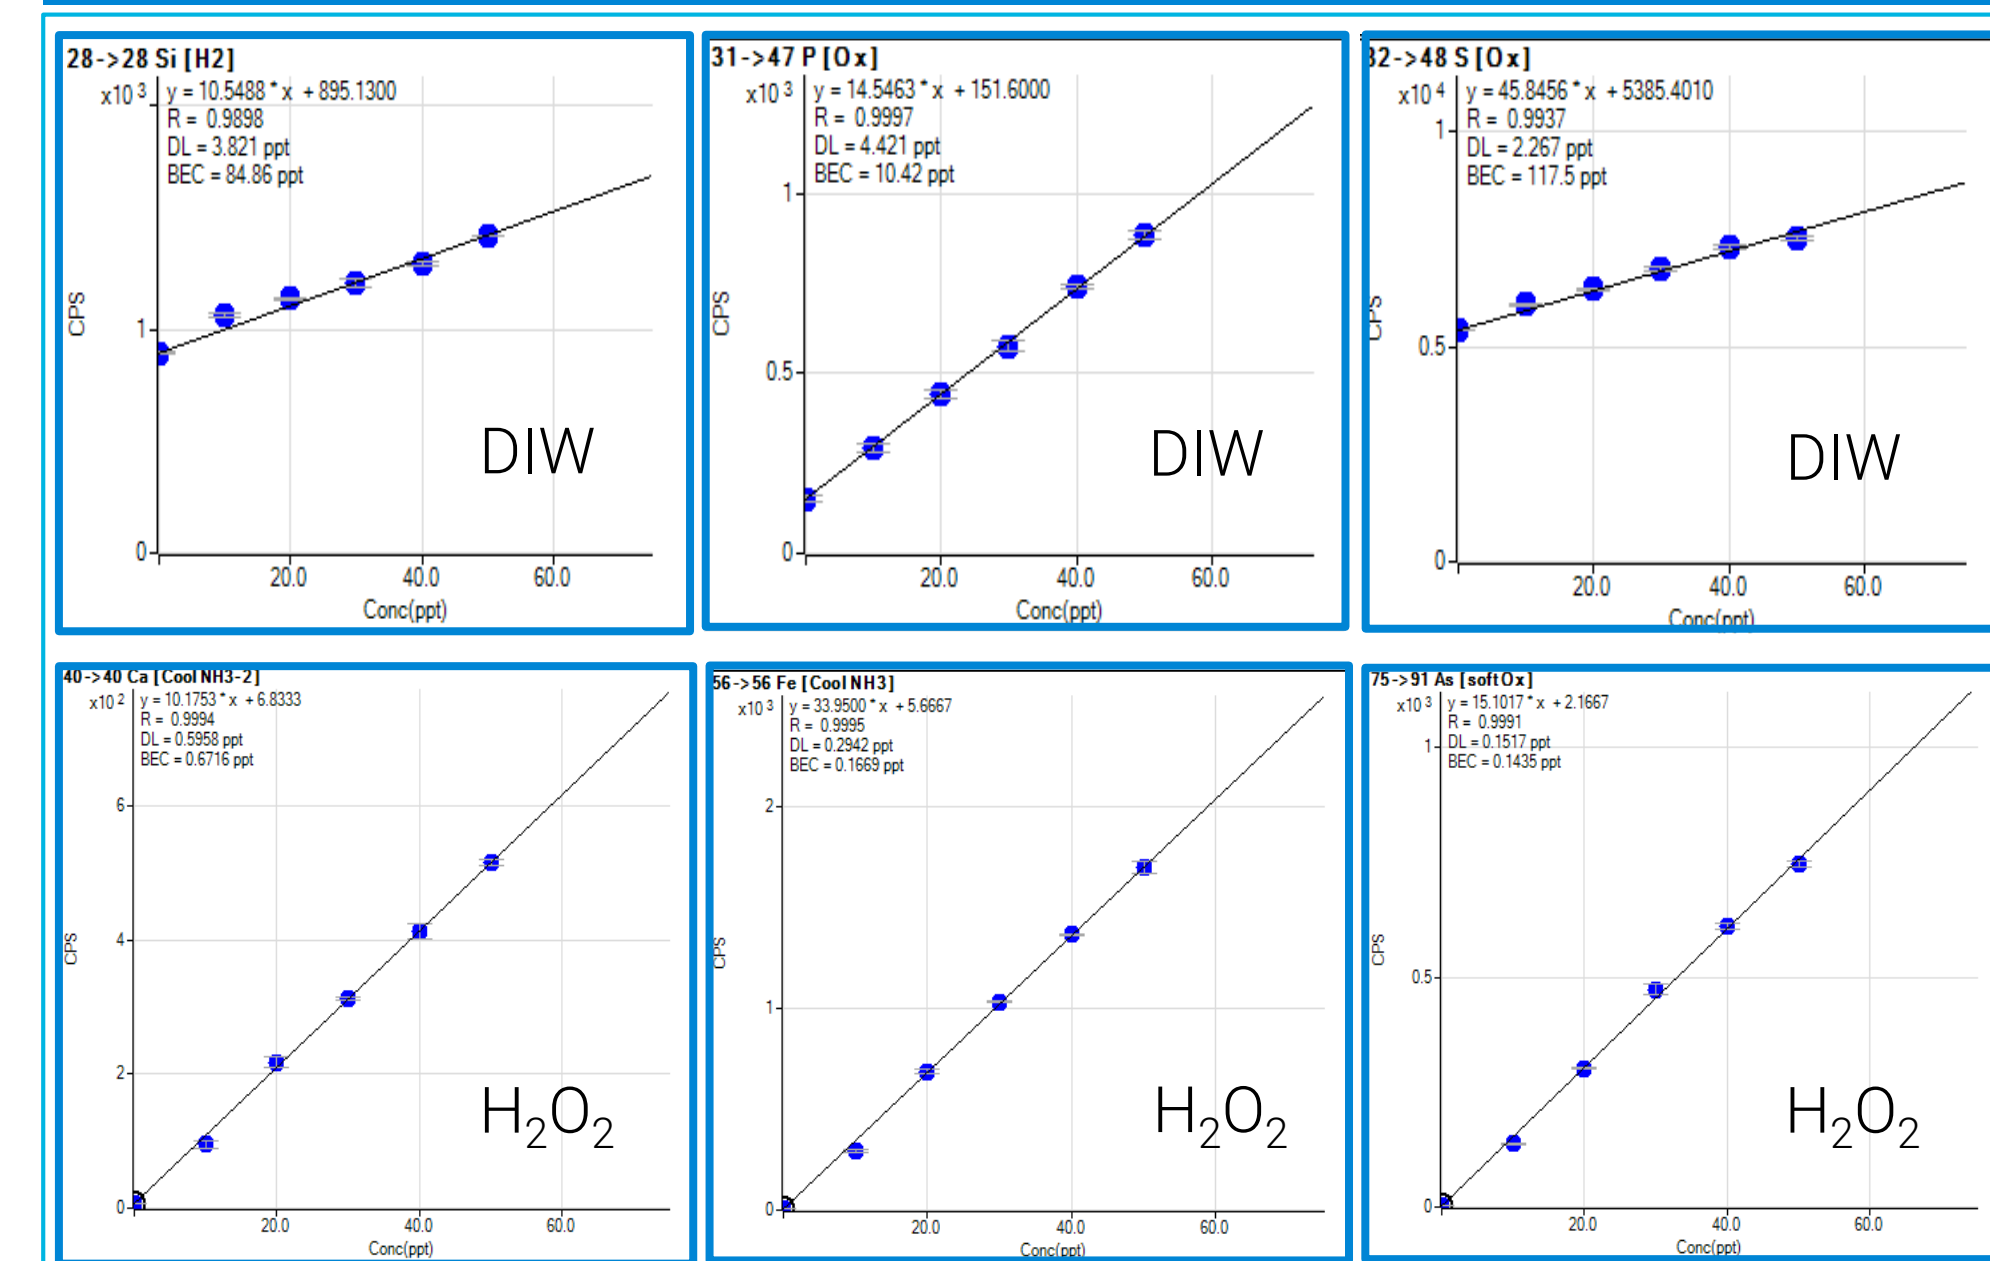 28->28 Si [H2]
x10 3
y = 10.5488 * x + 895.1300
R = 0.9898
DL = 3.821 ppt
BEC = 84.86 ppt
1
0
CPS
DIW
20.0 40.0 60.0
Conc(ppt)
31->47 P [Ox]
x10 3
y = 14.5463 * x + 151.6000
R = 0.9997
DL = 4.421 ppt
BEC = 10.42 ppt
1
0.5
0
CPS
DIW
20.0 40.0 60.0
Conc(ppt)
32->48 S [Ox]
x10 4
y = 45.8456 * x + 5385.4010
R = 0.9937
DL = 2.267 ppt
BEC = 117.5 ppt
1
0.5
0
CPS
DIW
20.0 40.0 60.0
Conc(ppt)
40->40 Ca [Cool NH3-2]
x10 2
y = 10.1753 * x + 6.8333
R = 0.9994
DL = 0.5958 ppt
BEC = 0.6716 ppt
6
4
2
0
CPS
H₂O₂
20.0 40.0 60.0
Conc(ppt)
56->56 Fe [Cool NH3]
x10 3
y = 33.9500 * x + 5.6667
R = 0.9995
DL = 0.2942 ppt
BEC = 0.1669 ppt
2
1
0
CPS
H₂O₂
20.0 40.0 60.0
Conc(ppt)
75->91 As [soft Ox]
x10 3
y = 15.1017 * x + 2.1667
R = 0.9991
DL = 0.1517 ppt
BEC = 0.1435 ppt
1
0.5
0
CPS
H₂O₂
20.0 40.0 60.0
Conc(ppt)